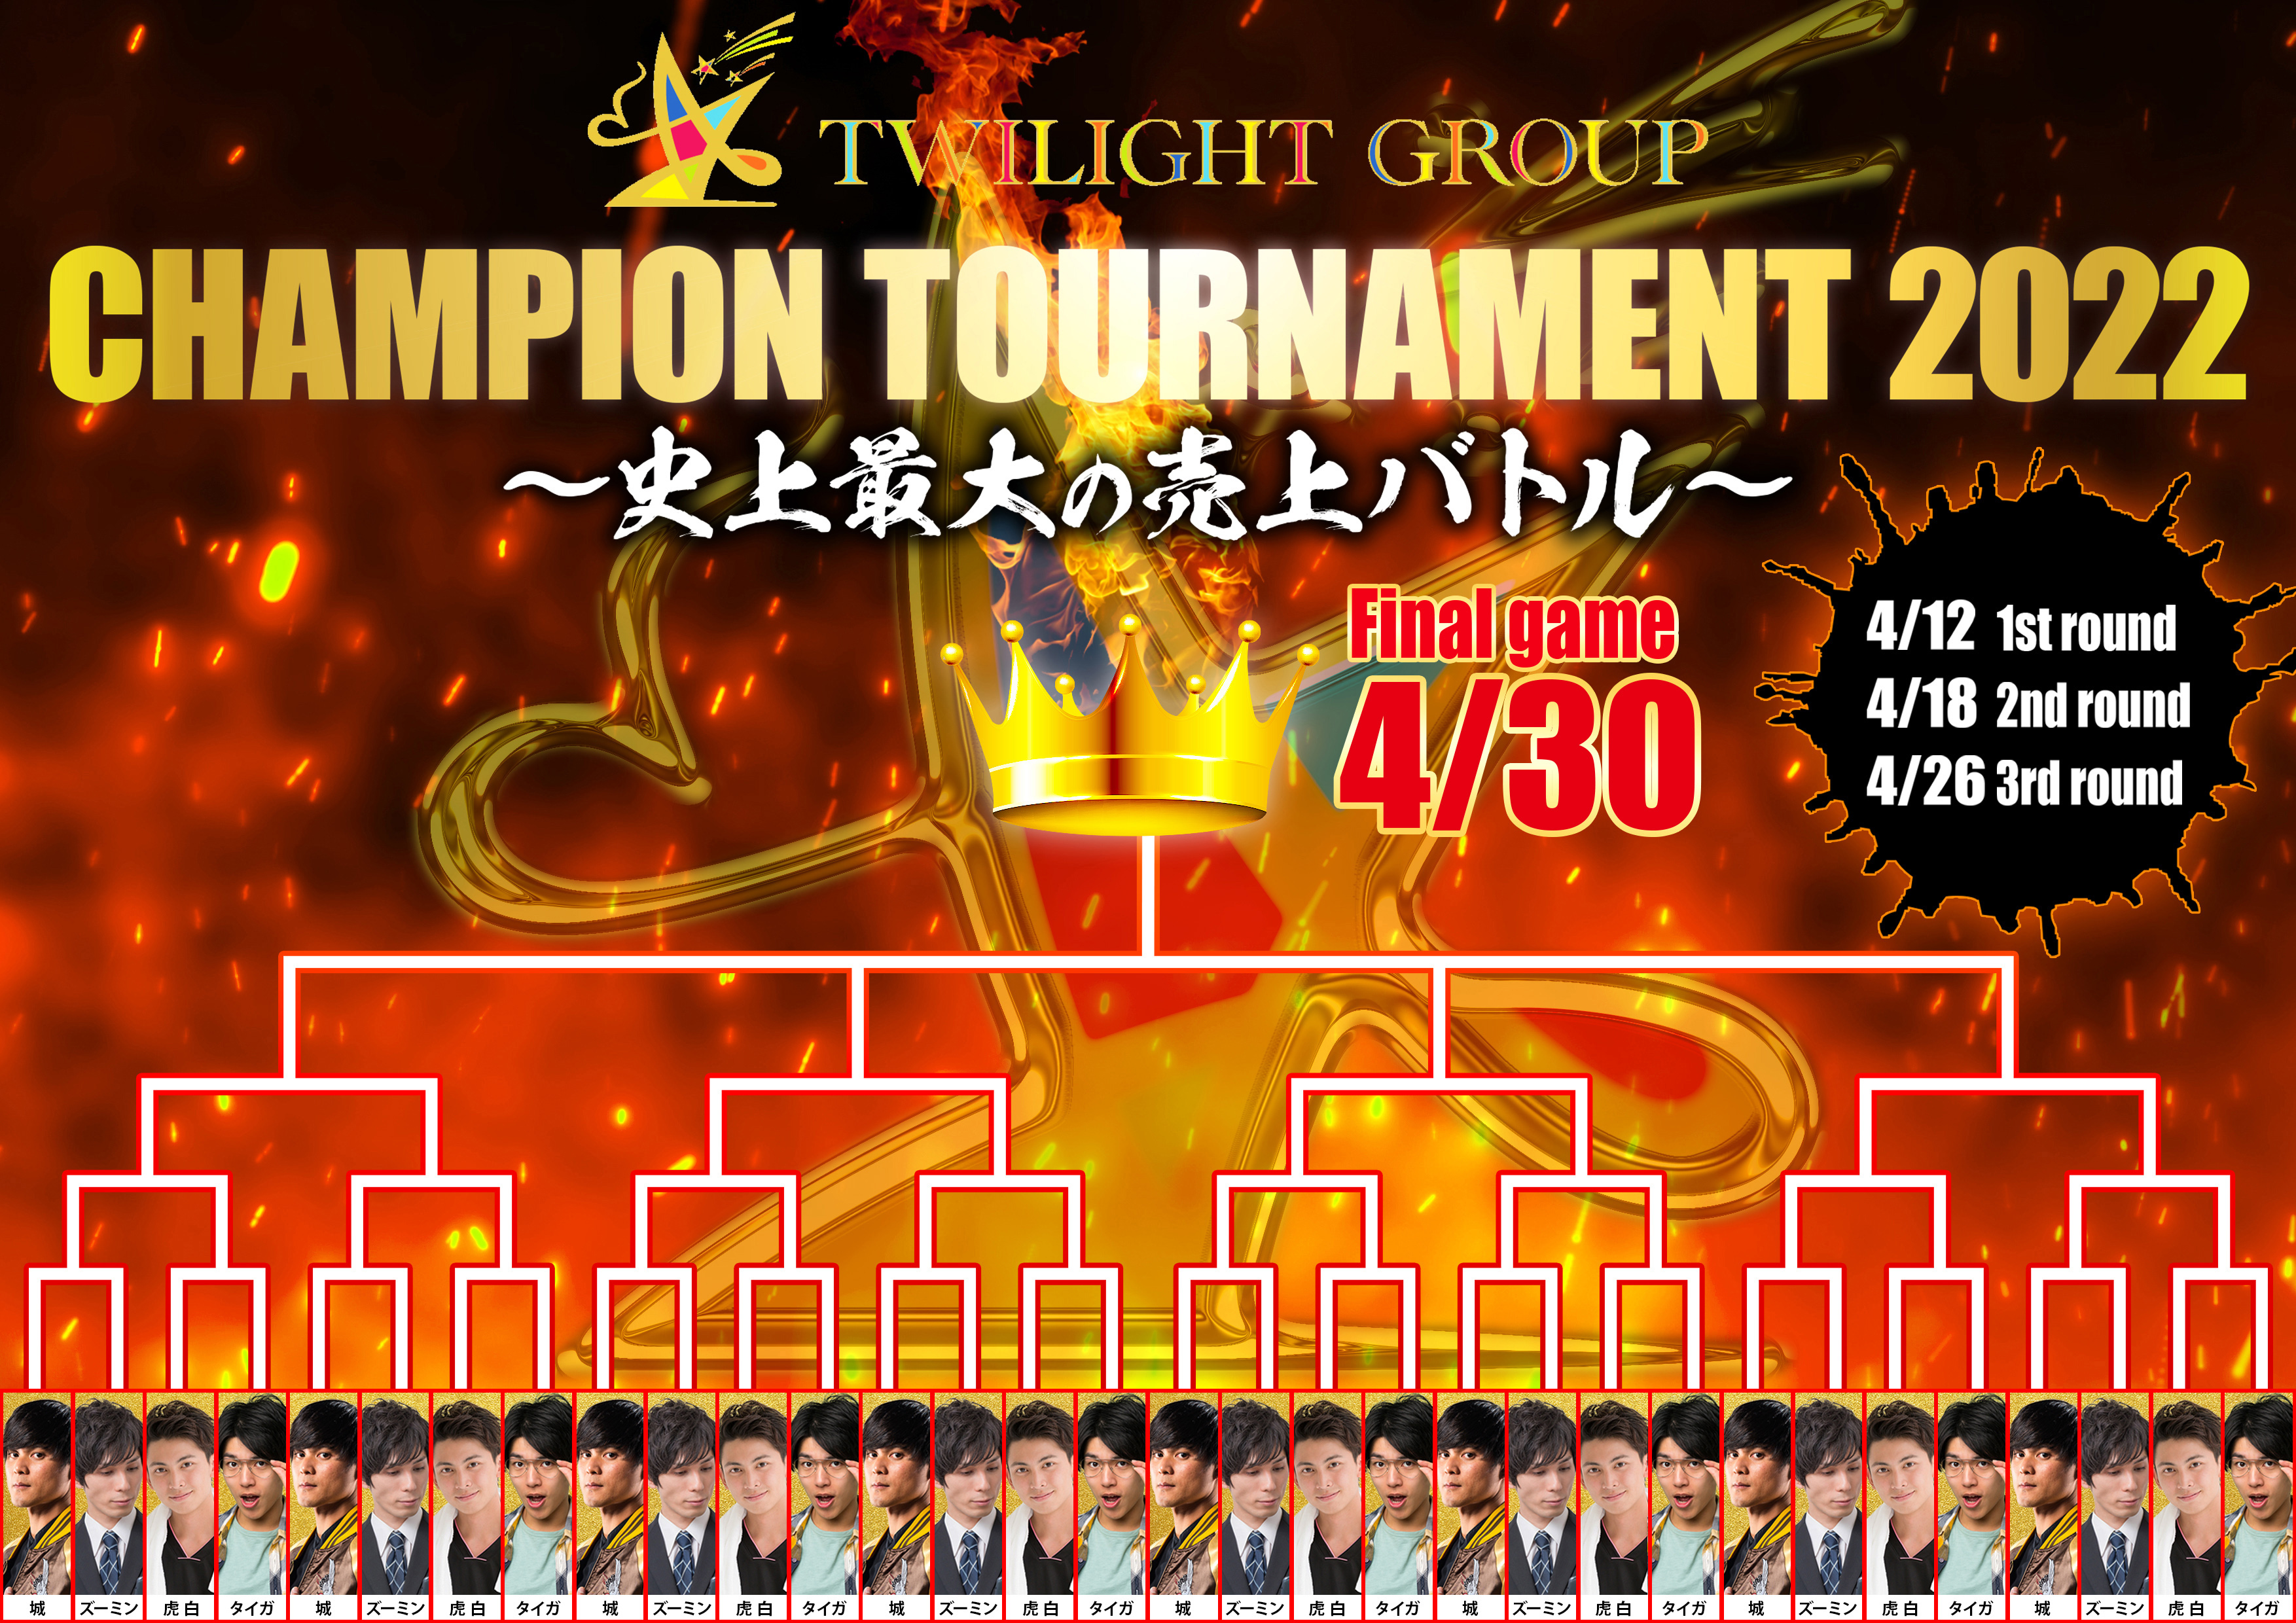 TWILIGHT GROUP
CHAMPION TOURNAMENT 2022
～史上最大の売上バトル～
Final game
4/30
4/12 1st round
4/18 2nd round
4/26 3rd round
城 ズーミン 虎白 タイガ 城 ズーミン 虎白 タイガ 城 ズーミン 虎白 タイガ 城 ズーミン 虎白 タイガ 城 ズーミン 虎白 タイガ 城 ズーミン 虎白 タイガ 城 ズーミン 虎白 タイガ 城 ズーミン 虎白 タイガ